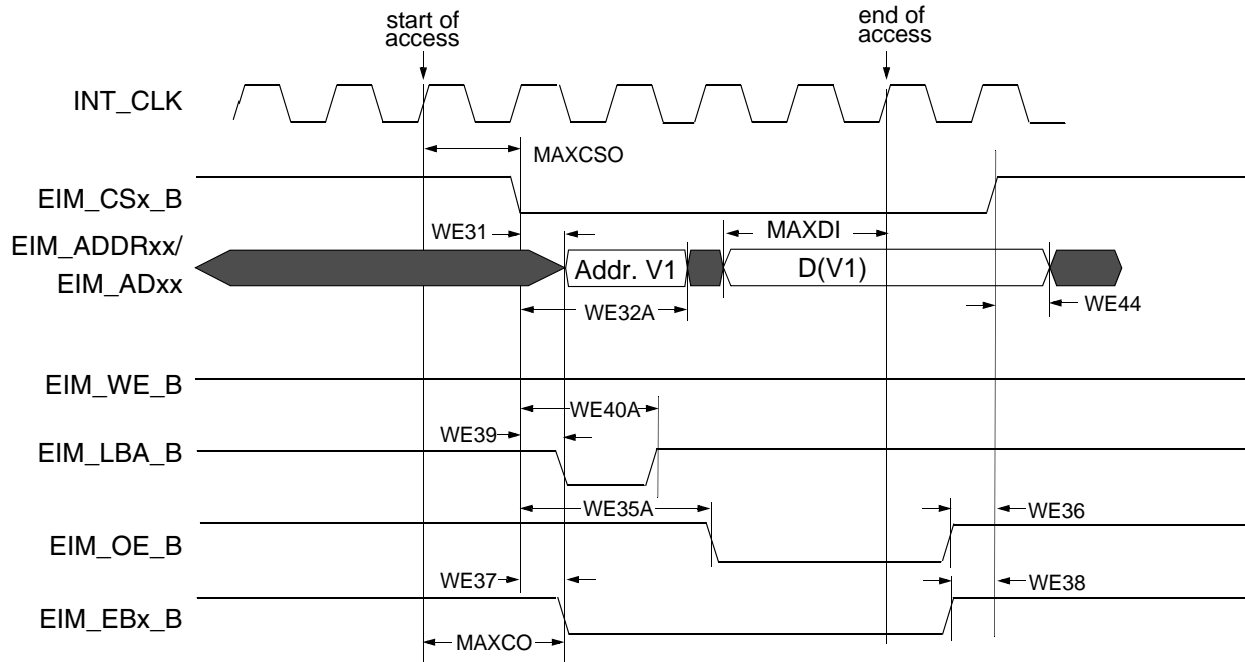 start of
access
end of
access
INT_CLK
MAXCSO
EIM_CSx_B
WE31
MAXDI
EIM_ADDRxx/
EIM_ADxx
Addr. V1
D(V1)
WE32A
WE44
EIM_WE_B
WE40A
WE39
EIM_LBA_B
WE35A
WE36
EIM_OE_B
WE37
WE38
EIM_EBx_B
MAXCO